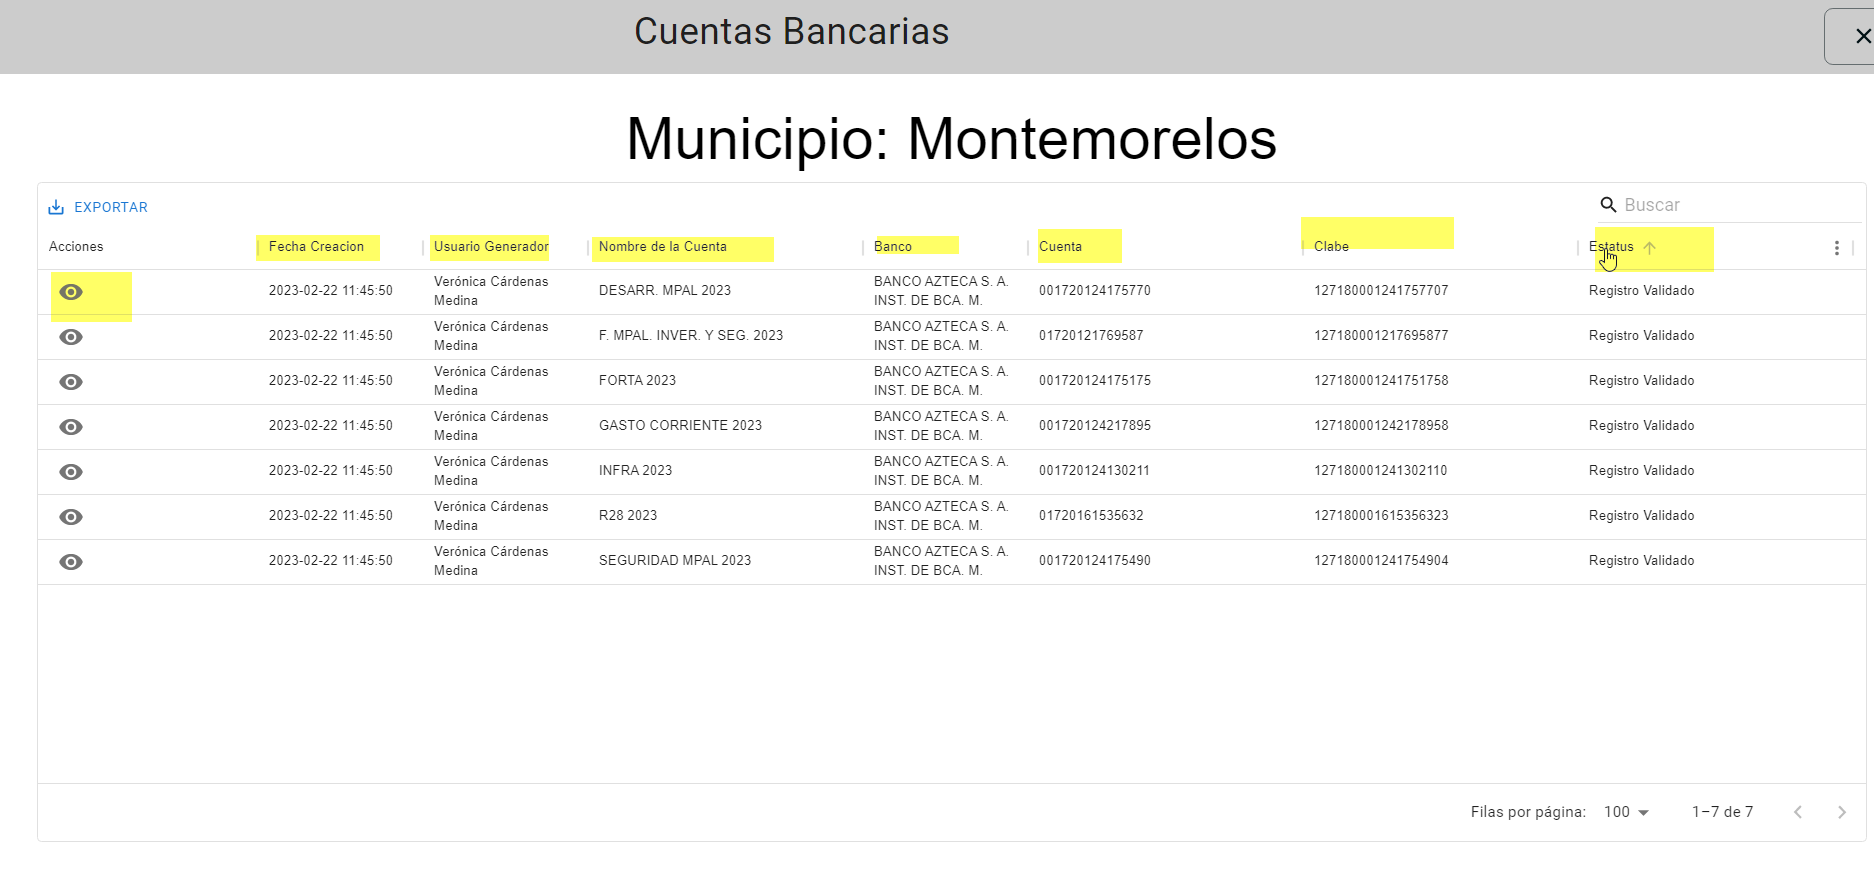 Cuentas Bancarias
Municipio: Montemorelos
EXPORTAR
Buscar
Acciones Fecha Creacion Usuario Generador Nombre de la Cuenta Banco Cuenta Clabe Estatus
2023-02-22 11:45:50 Verónica Cárdenas Medina DESARR. MPAL 2023 BANCO AZTECA S. A. INST. DE BCA. M. 001720124175770 127180001241757707 Registro Validado
2023-02-22 11:45:50 Verónica Cárdenas Medina F. MPAL. INVER. Y SEG. 2023 BANCO AZTECA S. A. INST. DE BCA. M. 01720121769587 127180001217695877 Registro Validado
2023-02-22 11:45:50 Verónica Cárdenas Medina FORTA 2023 BANCO AZTECA S. A. INST. DE BCA. M. 001720124175175 127180001241751758 Registro Validado
2023-02-22 11:45:50 Verónica Cárdenas Medina GASTO CORRIENTE 2023 BANCO AZTECA S. A. INST. DE BCA. M. 001720124217895 127180001242178958 Registro Validado
2023-02-22 11:45:50 Verónica Cárdenas Medina INFRA 2023 BANCO AZTECA S. A. INST. DE BCA. M. 001720124130211 127180001241302110 Registro Validado
2023-02-22 11:45:50 Verónica Cárdenas Medina R28 2023 BANCO AZTECA S. A. INST. DE BCA. M. 01720161535632 127180001615356323 Registro Validado
2023-02-22 11:45:50 Verónica Cárdenas Medina SEGURIDAD MPAL 2023 BANCO AZTECA S. A. INST. DE BCA. M. 001720124175490 127180001241754904 Registro Validado
Filas por página: 100 1–7 de 7